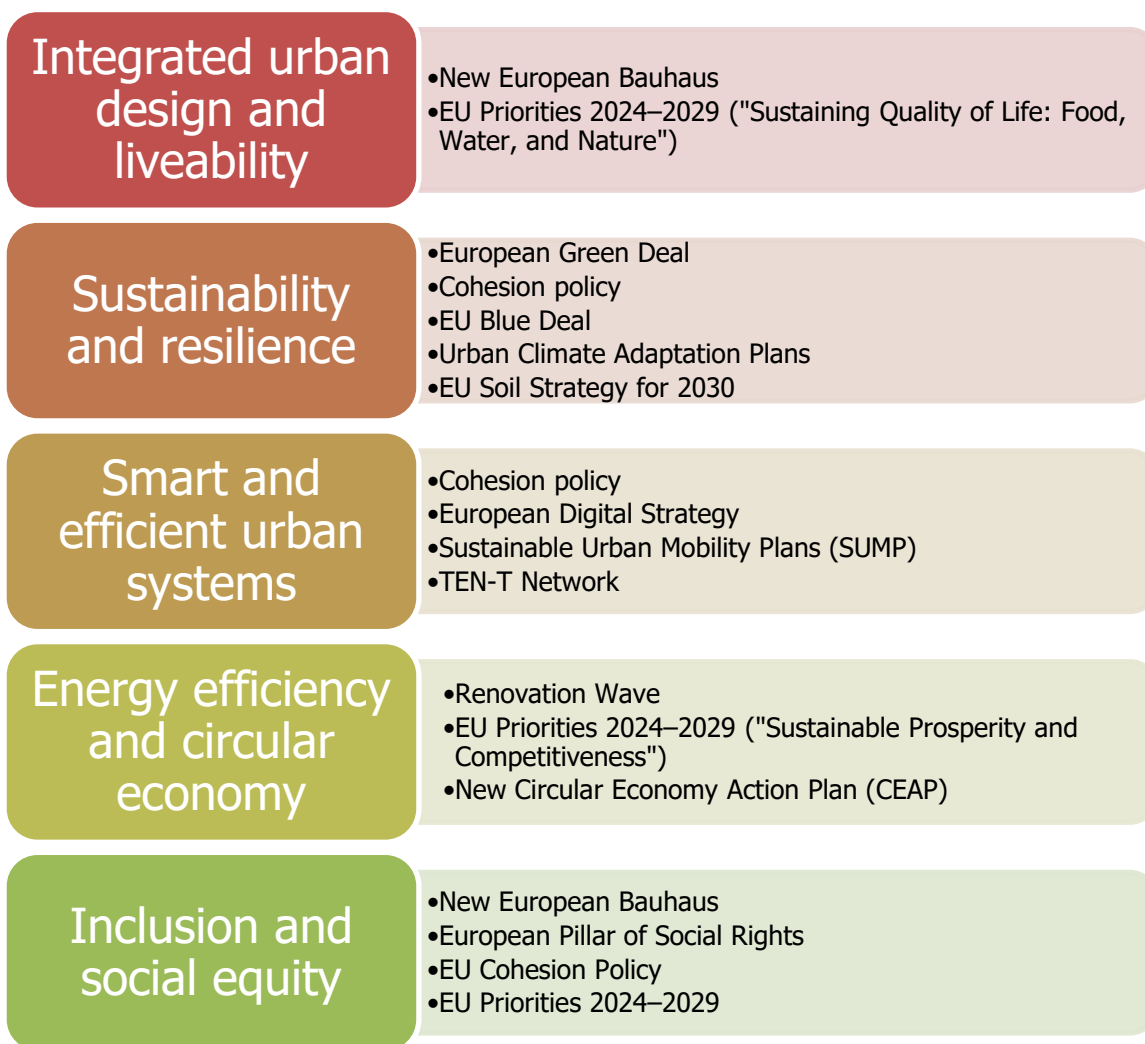 Integrated urban
design and
liveability
•New European Bauhaus
•EU Priorities 2024–2029 ("Sustaining Quality of Life: Food,
Water, and Nature")
Sustainability
and resilience
•European Green Deal
•Cohesion policy
•EU Blue Deal
•Urban Climate Adaptation Plans
•EU Soil Strategy for 2030
Smart and
efficient urban
systems
•Cohesion policy
•European Digital Strategy
•Sustainable Urban Mobility Plans (SUMP)
•TEN-T Network
Energy efficiency
and circular
economy
•Renovation Wave
•EU Priorities 2024–2029 ("Sustainable Prosperity and
Competitiveness")
•New Circular Economy Action Plan (CEAP)
Inclusion and
social equity
•New European Bauhaus
•European Pillar of Social Rights
•EU Cohesion Policy
•EU Priorities 2024–2029